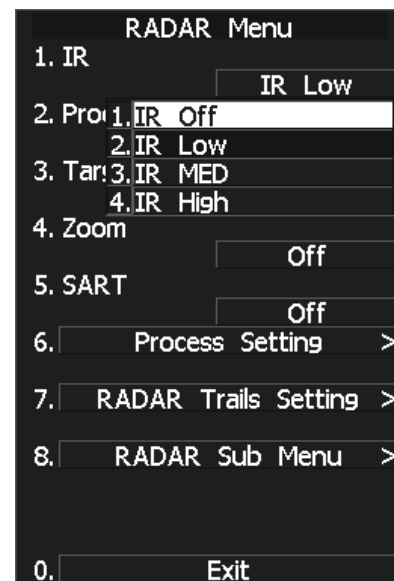 RADAR Menu
1. IR
IR Low
2. Pro
1. IR Off
2. IR Low
3. Tar
3. IR MED
4. IR High
4. Zoom
Off
5. SART
Off
6. Process Setting >
7. RADAR Trails Setting >
8. RADAR Sub Menu >
0. Exit